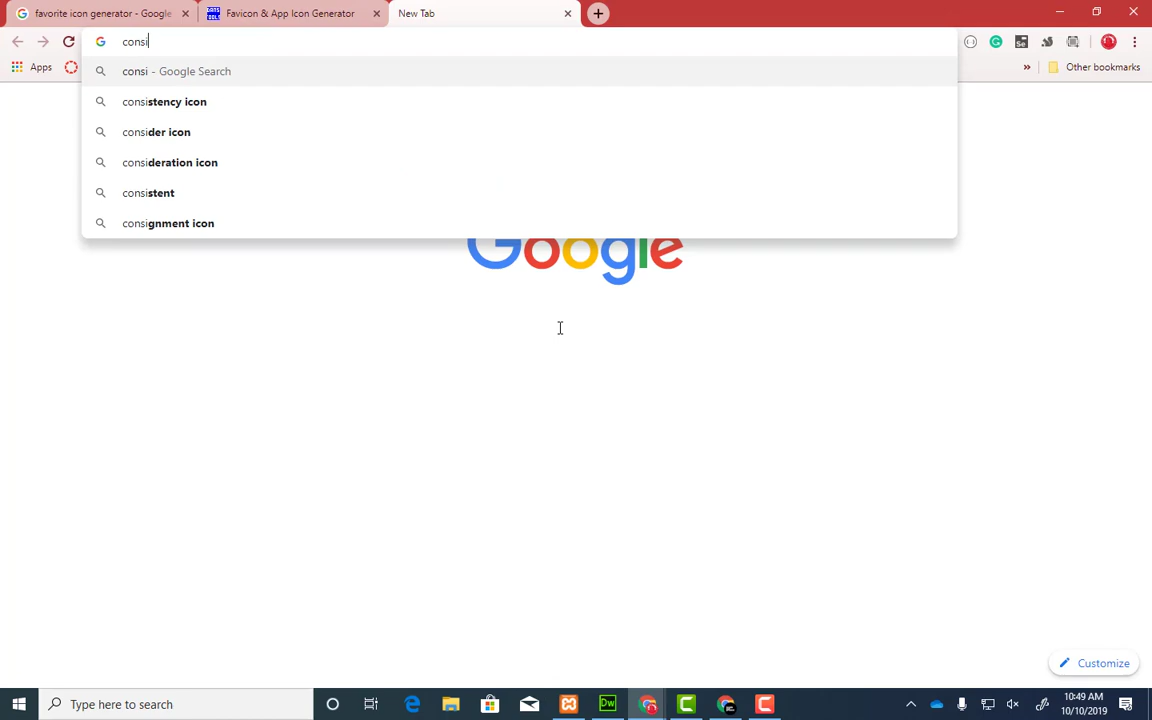 favorite icon generator - Google
Favicon & App Icon Generator
New Tab
consi
Apps
Other bookmarks
consi - Google Search
consistency icon
consider icon
consideration icon
consistent
consignment icon
Google
Customize
Type here to search
Dw
10:49 AM
10/10/2019